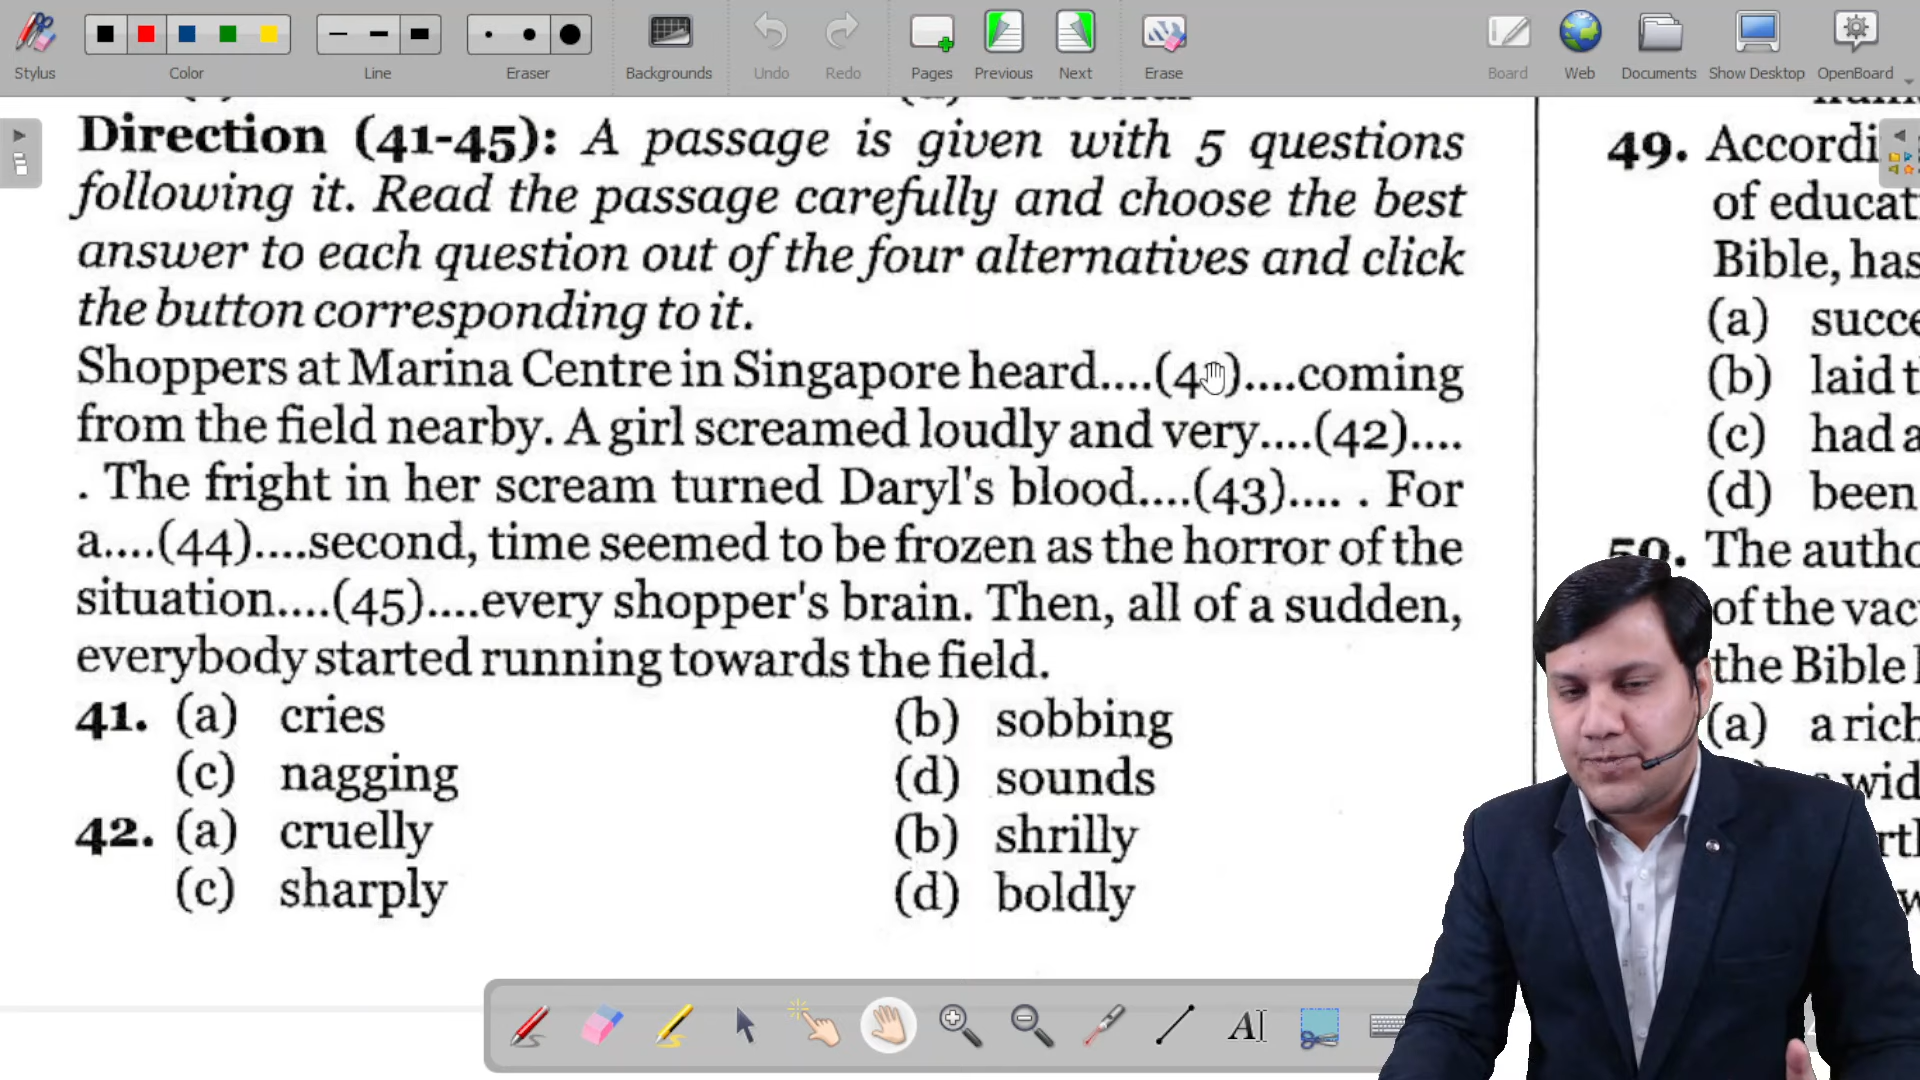 Stylus
Color
Line
Eraser
Backgrounds
Undo
Redo
Pages
Previous
Next
Erase
Board
Web
Documents
Show Desktop
OpenBoard
Direction (41-45): A passage is given with 5 questions
following it. Read the passage carefully and choose the best
answer to each question out of the four alternatives and click
the button corresponding to it.
Shoppers at Marina Centre in Singapore heard....(4 )....coming
from the field nearby. A girl screamed loudly and very....(42)....
. The fright in her scream turned Daryl's blood....(43).... . For
a....(44)....second, time seemed to be frozen as the horror of the
situation....(45)....every shopper's brain. Then, all of a sudden,
everybody started running towards the field.
41. (a) cries (b) sobbing
(c) nagging (d) sounds
42. (a) cruelly (b) shrilly
(c) sharply (d) boldly
49. Accordi
of educat
Bible, has
(a) succe
(b) laid t
(c) had a
(d) been
50. The autho
of the vac
the Bible
(a) a rich
wid
AI